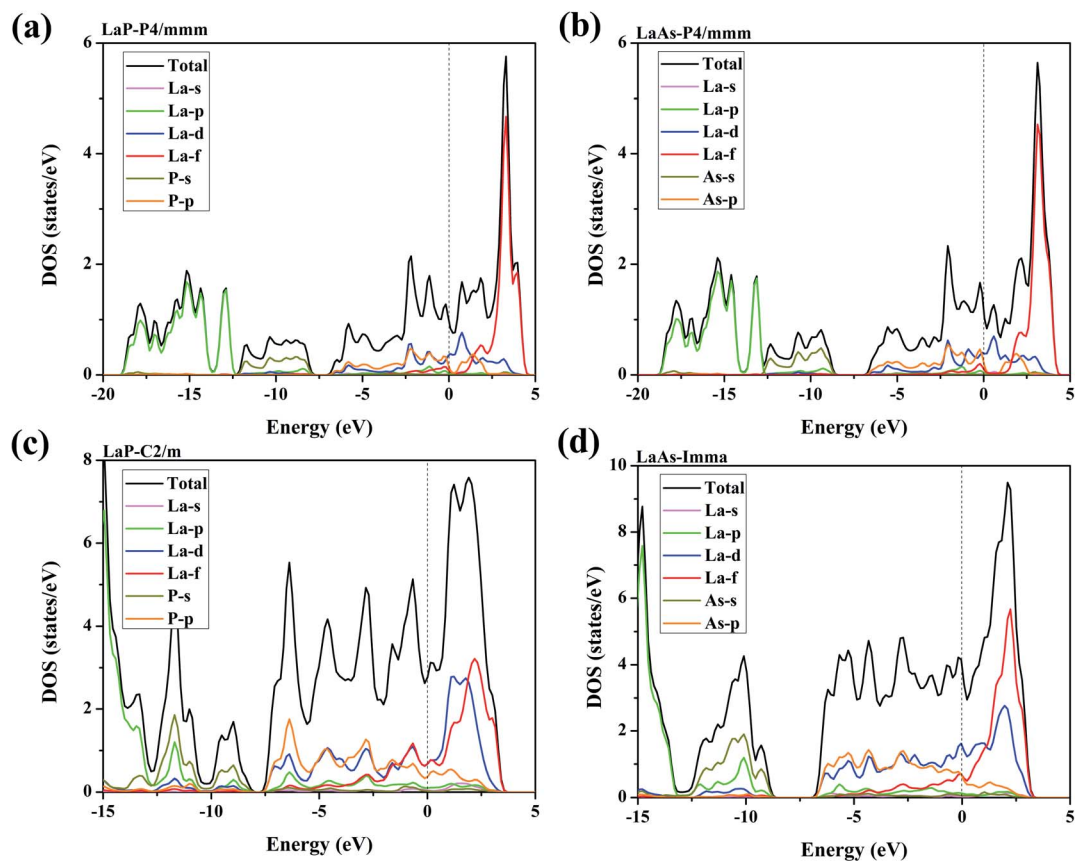 (a)
LaP-P4/mmm
6
4
2
0
DOS (states/eV)
Total
La-s
La-p
La-d
La-f
P-s
P-p
-20 -15 -10 -5 0 5
Energy (eV)
(b)
LaAs-P4/mmm
6
4
2
0
DOS (states/eV)
Total
La-s
La-p
La-d
La-f
As-s
As-p
-20 -15 -10 -5 0 5
Energy (eV)
(c)
LaP-C2/m
8
6
4
2
0
DOS (states/eV)
Total
La-s
La-p
La-d
La-f
P-s
P-p
-15 -10 -5 0 5
Energy (eV)
(d)
LaAs-Imma
10
8
6
4
2
0
DOS (states/eV)
Total
La-s
La-p
La-d
La-f
As-s
As-p
-15 -10 -5 0 5
Energy (eV)